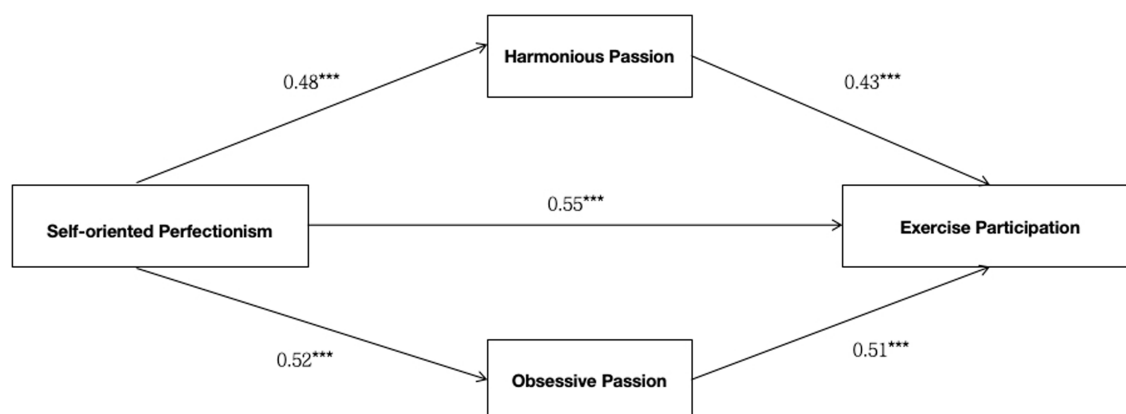 Harmonious Passion
0.48***
0.43***
0.55***
Self-oriented Perfectionism
Exercise Participation
0.52***
0.51***
Obsessive Passion